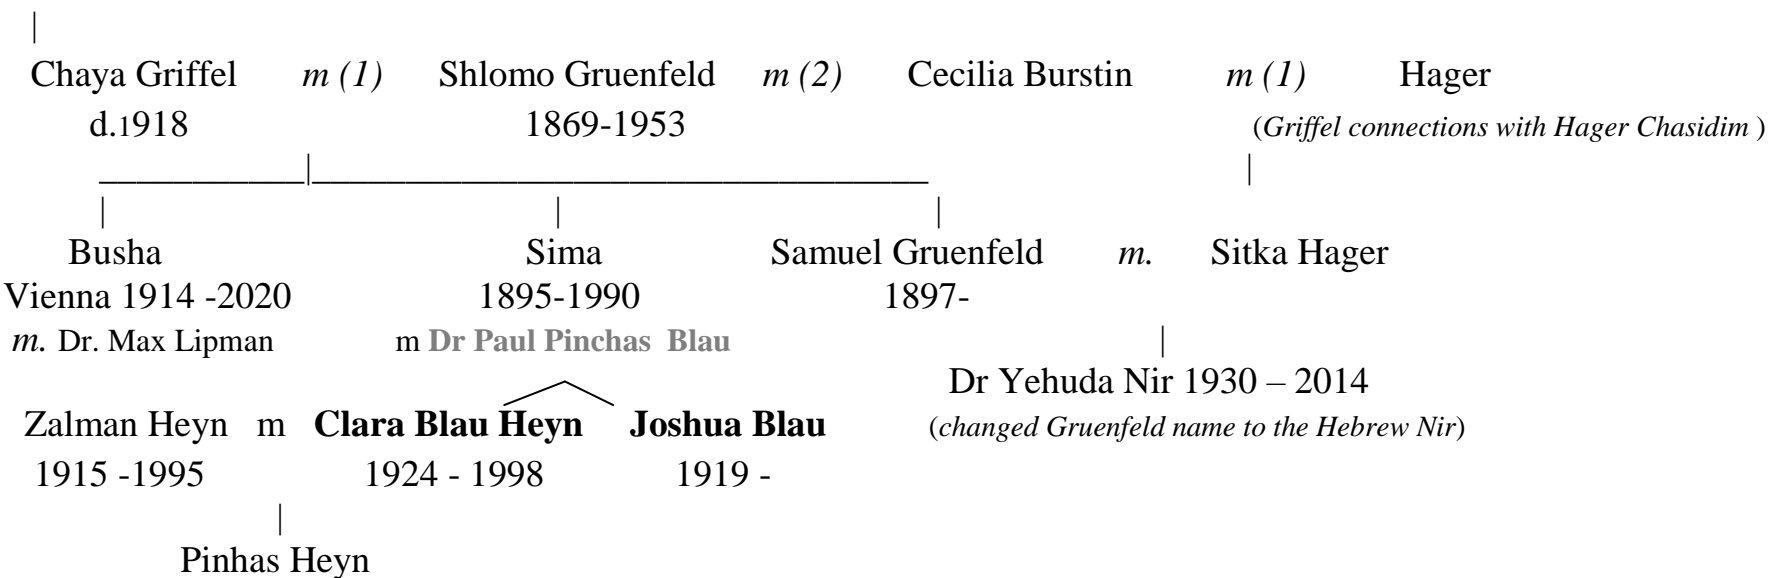 Chaya Griffel m (1) Shlomo Gruenfeld m (2) Cecilia Burstin m (1) Hager
d.1918 1869-1953 (Griffel connections with Hager Chasidim )
Busha Sima Samuel Gruenfeld m. Sitka Hager
Vienna 1914 -2020 1895-1990 1897-
m. Dr. Max Lipman m Dr Paul Pinchas Blau
Dr Yehuda Nir 1930 – 2014
Zalman Heyn m Clara Blau Heyn Joshua Blau (changed Gruenfeld name to the Hebrew Nir)
1915 -1995 1924 - 1998 1919 -
Pinhas Heyn